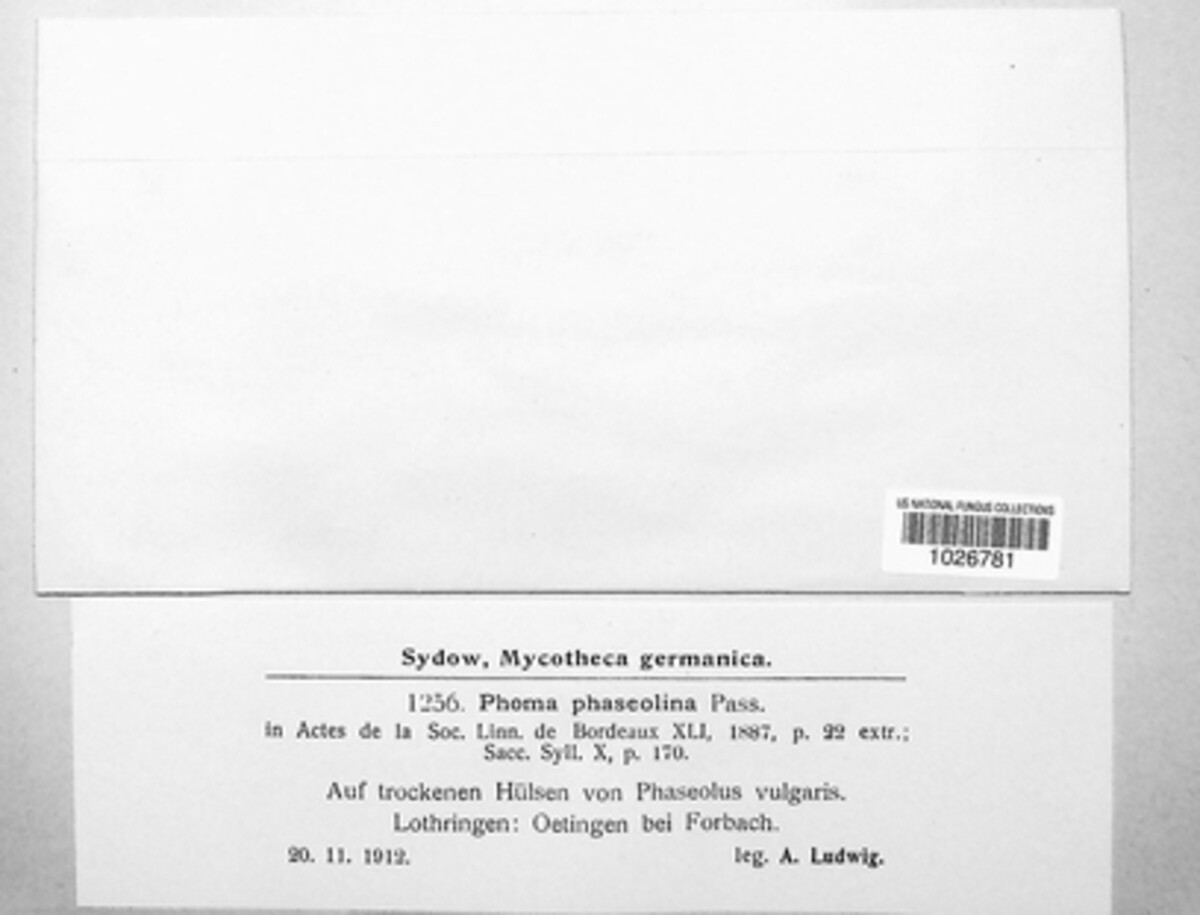 US NATIONAL FUNGUS COLLECTIONS
1026781
Sydow, Mycotheca germanica.
1256. Phoma phaseolina Pass.
in Actes de la Soc. Linn. de Bordeaux XLI, 1887, p. 22 extr.;
Sacc. Syll. X, p. 170.
Auf trockenen Hülsen von Phaseolus vulgaris.
Lothringen: Oetingen bei Forbach.
20. 11. 1912. leg. A. Ludwig.